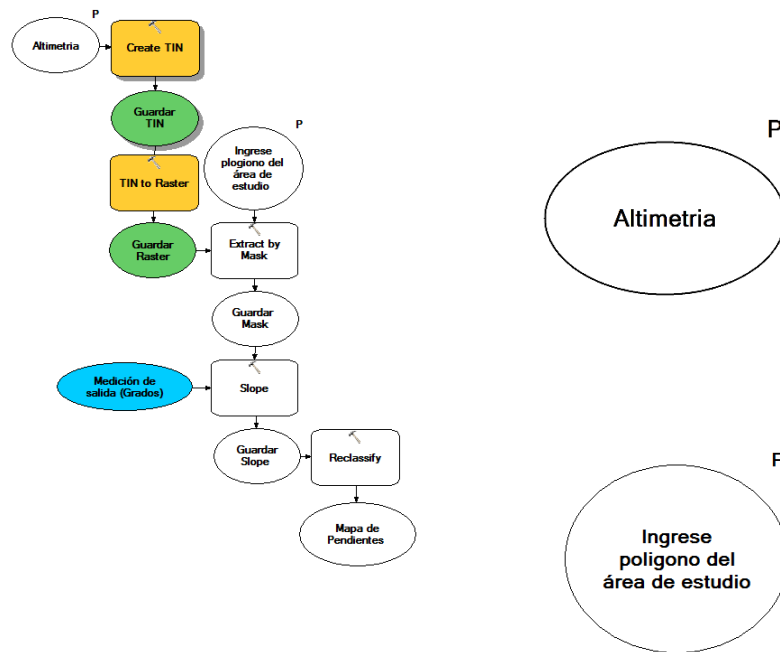 P
Altimetria
Create TIN
Guardar
TIN
TIN to Raster
P
Ingrese
plogiono del
área de
estudio
Guardar
Raster
Extract by
Mask
Guardar
Mask
Medición de
salida (Grados)
Slope
Guardar
Slope
Reclassify
Mapa de
Pendientes
P
Altimetria
P
Ingrese
poligono del
área de estudio